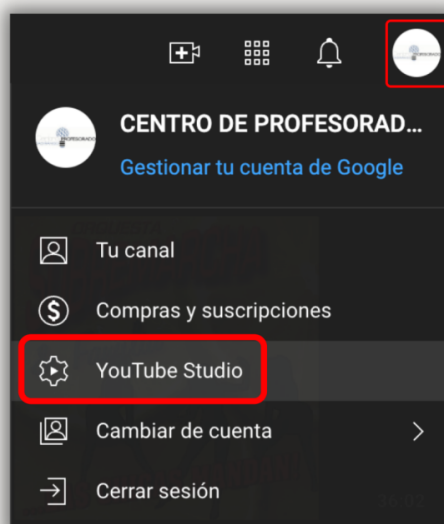 CENTRO DE PROFESORAD...
Gestionar tu cuenta de Google
Tu canal
Compras y suscripciones
YouTube Studio
Cambiar de cuenta
Cerrar sesión